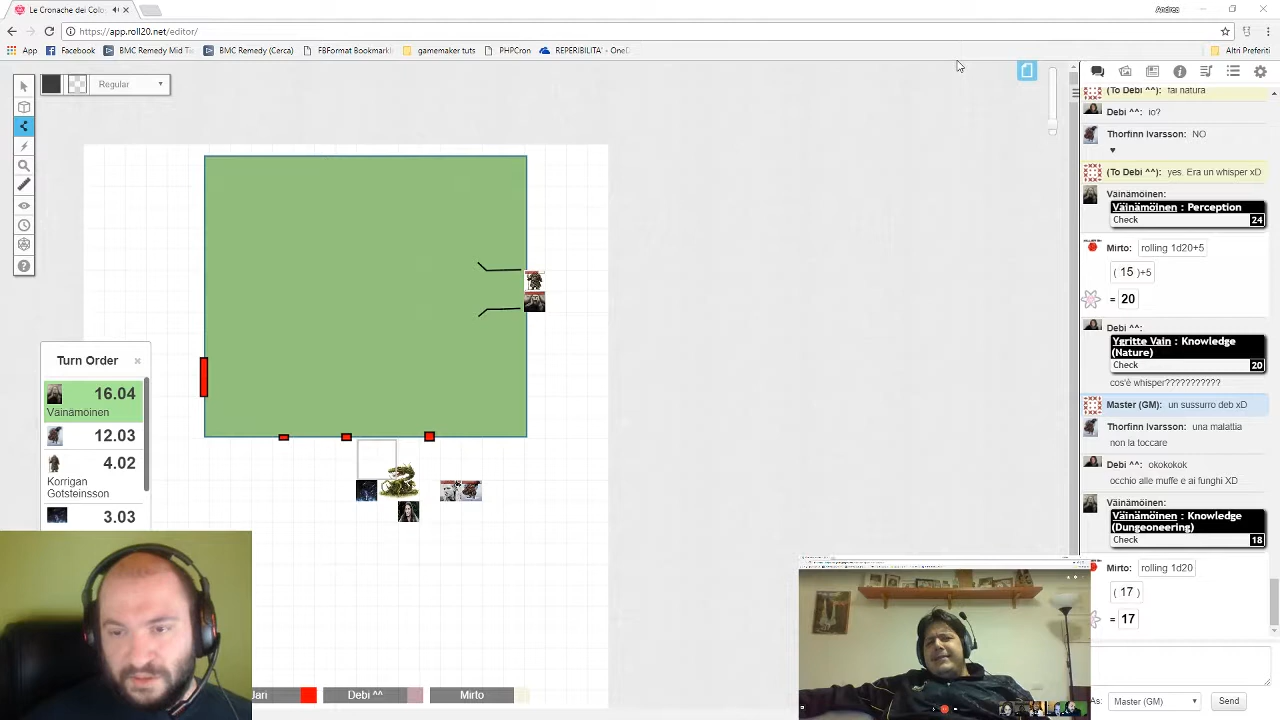 Le Cronache dei Colo
Andrea
https://app.roll20.net/editor/
App
Facebook
BMC Remedy Mid Ti
BMC Remedy (Cerca)
FBFormat Bookmarkl
gamemaker tuts
PHPCron
REPERIBILITA' - OneD
Altri Preferiti
Regular
Turn Order
16.04
Väinämöinen
12.03
4.02
Korrigan
Gotsteinsson
3.03
Jari
Debi ^^
Mirto
(To Debi ^^): fai natura
Debi ^^: io?
Thorfinn Ivarsson: NO
♥
(To Debi ^^): yes. Era un whisper xD
Väinämöinen:
Väinämöinen : Perception
Check 24
Mirto: rolling 1d20+5
( 15 )+5
= 20
Debi ^^:
Ygritte Vain : Knowledge
(Nature)
Check 20
cos'è whisper???????????
Master (GM): un sussurro deb xD
Thorfinn Ivarsson: una malattia
non la toccare
Debi ^^: okokokok
occhio alle muffe e ai funghi XD
Väinämöinen:
Väinämöinen : Knowledge
(Dungeoneering)
Check 18
Mirto: rolling 1d20
( 17 )
= 17
As: Master (GM)
Send